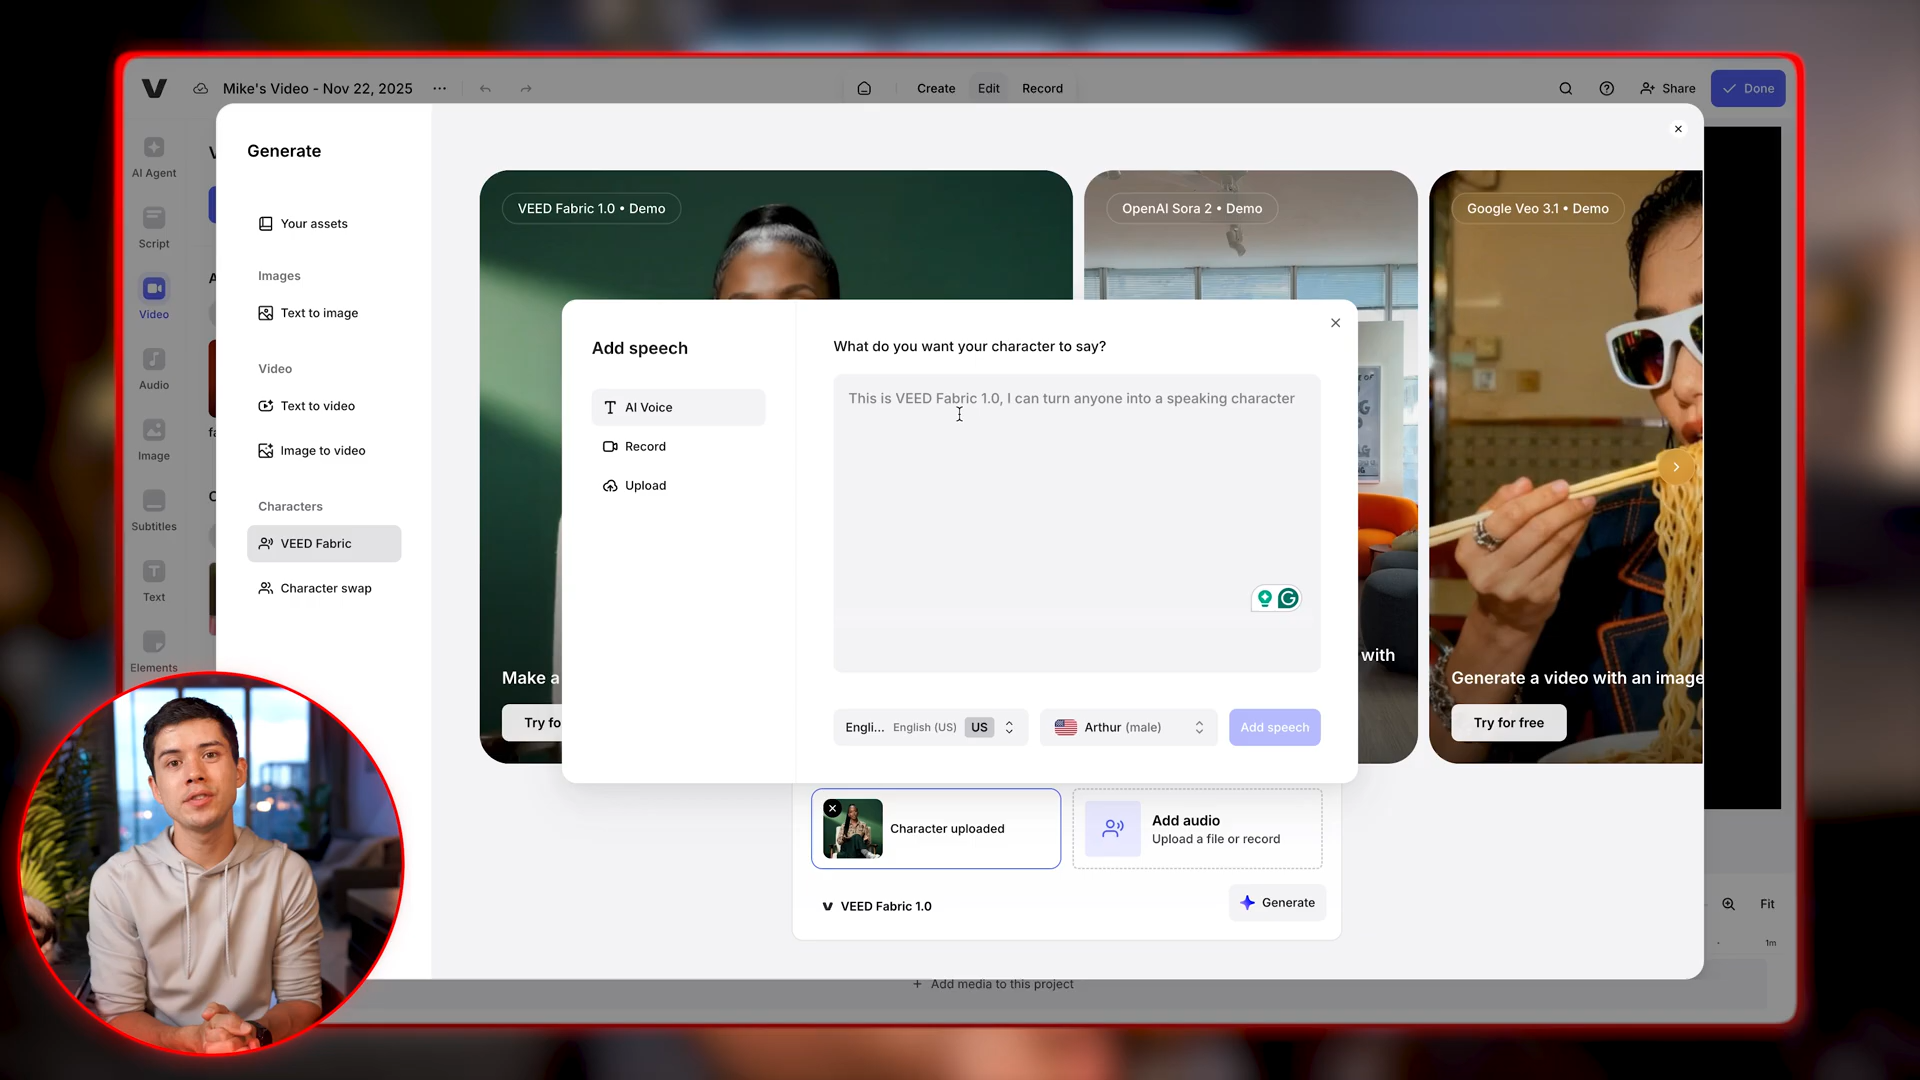 Mike's Video - Nov 22, 2025
Create
Edit
Record
Share
Done
AI Agent
Script
Video
Audio
Image
Subtitles
Text
Elements
Generate
Your assets
Images
Text to image
Video
Text to video
Image to video
Characters
VEED Fabric
Character swap
VEED Fabric 1.0 • Demo
OpenAI Sora 2 • Demo
Google Veo 3.1 • Demo
Make a
Try fo
with
Generate a video with an image
Try for free
Add speech
AI Voice
Record
Upload
What do you want your character to say?
This is VEED Fabric 1.0, I can turn anyone into a speaking character
Engli... English (US) US
Arthur (male)
Add speech
Character uploaded
Add audio
Upload a file or record
VEED Fabric 1.0
Generate
Fit
1m
+ Add media to this project